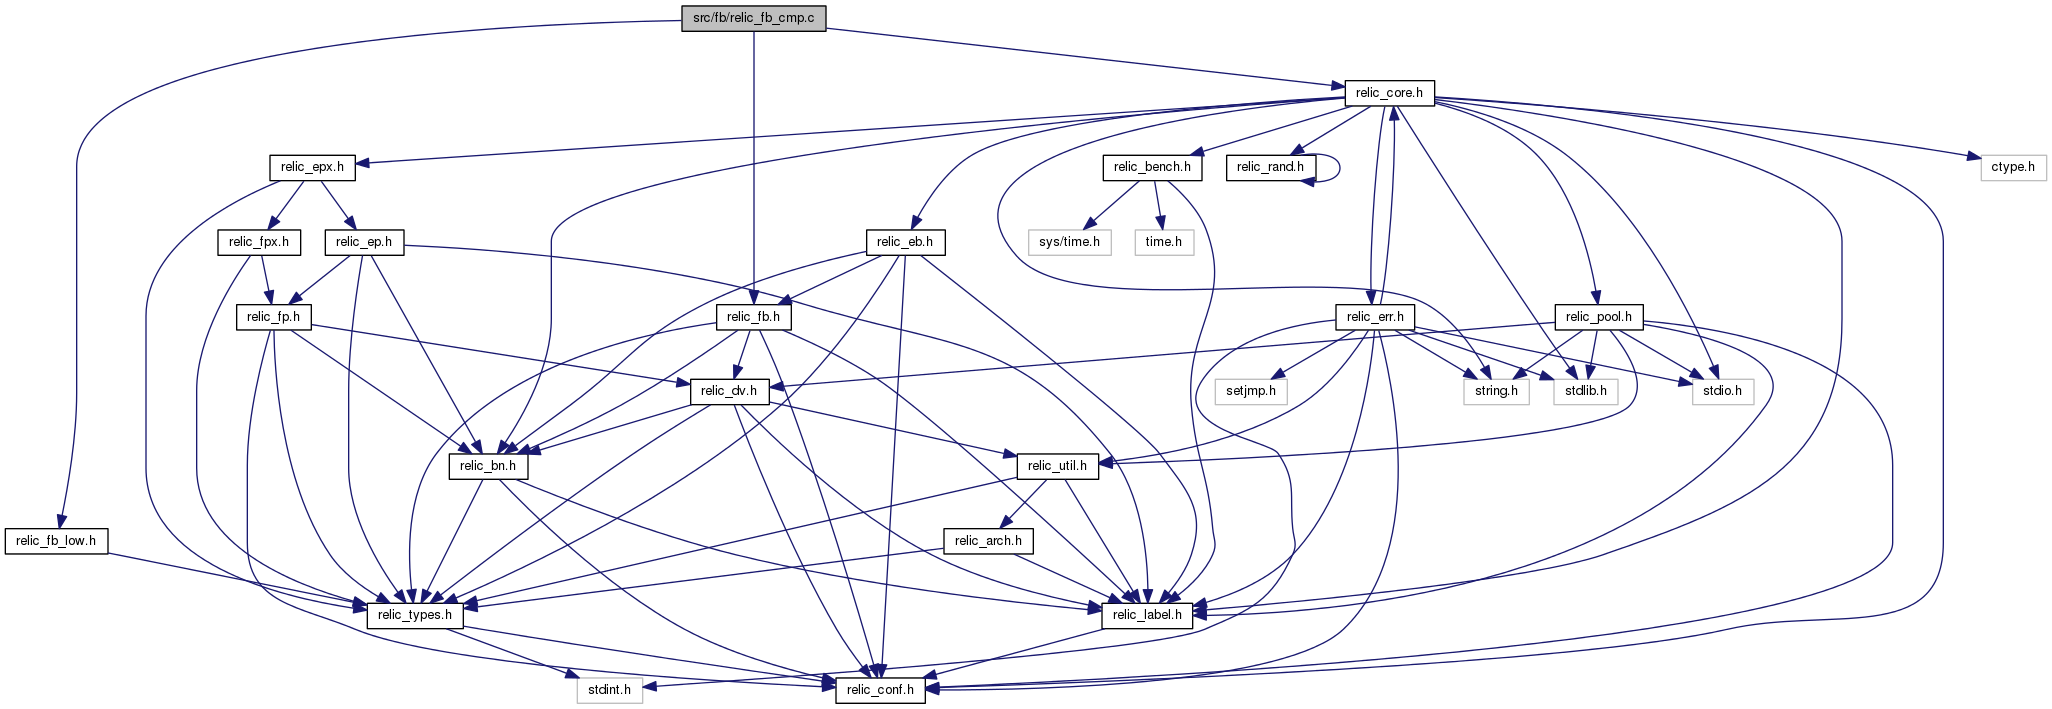 src/fb/relic_fb_cmp.c
relic_core.h
relic_epx.h
relic_bench.h
relic_rand.h
ctype.h
relic_fpx.h
relic_ep.h
relic_eb.h
sys/time.h
time.h
relic_fp.h
relic_fb.h
relic_err.h
relic_pool.h
relic_dv.h
setjmp.h
string.h
stdlib.h
stdio.h
relic_bn.h
relic_util.h
relic_fb_low.h
relic_arch.h
relic_types.h
relic_label.h
stdint.h
relic_conf.h